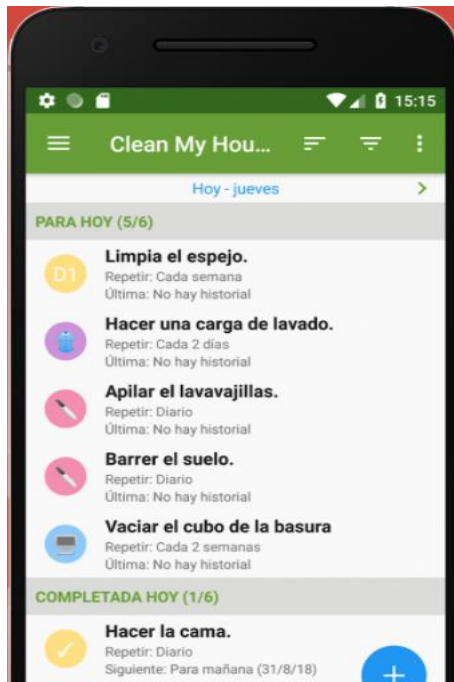 15:15
Clean My Hou...
Hoy - jueves
PARA HOY (5/6)
D1
Limpia el espejo.
Repetir: Cada semana
Última: No hay historial
Hacer una carga de lavado.
Repetir: Cada 2 días
Última: No hay historial
Apilar el lavavajillas.
Repetir: Diario
Última: No hay historial
Barrer el suelo.
Repetir: Diario
Última: No hay historial
Vaciar el cubo de la basura
Repetir: Cada 2 semanas
Última: No hay historial
COMPLETADA HOY (1/6)
Hacer la cama.
Repetir: Diario
Siguiente: Para mañana (31/8/18)